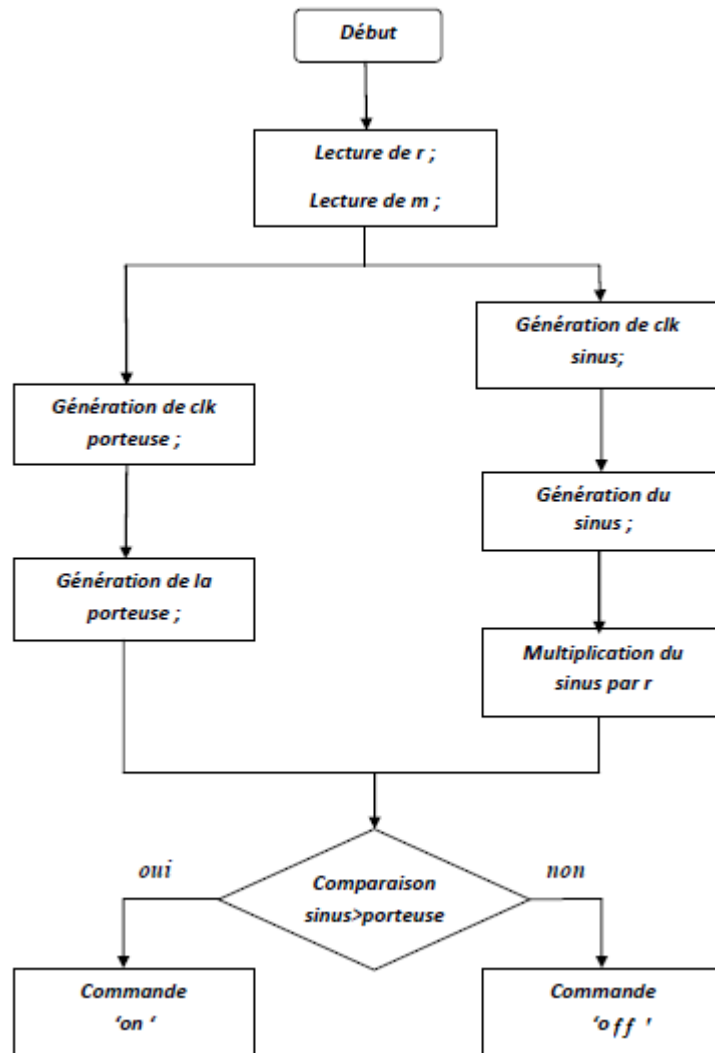 Début
Lecture de r ;
Lecture de m ;
Génération de clk
sinus;
Génération de clk
porteuse ;
Génération du
sinus ;
Génération de la
porteuse ;
Multiplication du
sinus par r
oui
non
Comparaison
sinus>porteuse
Commande
‘on ‘
Commande
‘off '